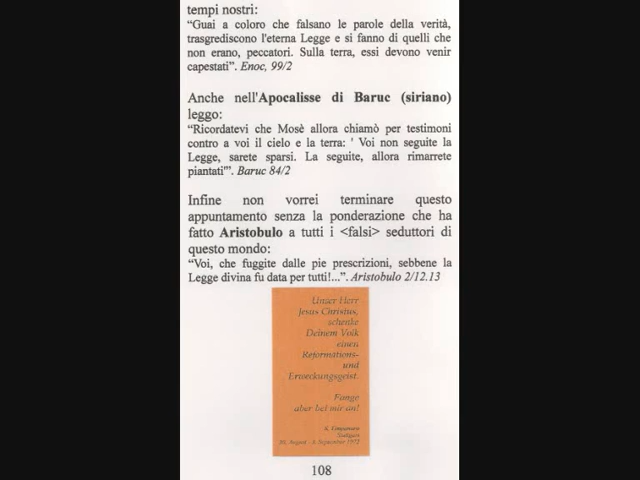 tempi nostri:
“Guai a coloro che falsano le parole della verità,
trasgrediscono l'eterna Legge e si fanno di quelli che
non erano, peccatori. Sulla terra, essi devono venir
capestati”. Enoc, 99/2
Anche nell'Apocalisse di Baruc (siriano)
leggo:
“Ricordatevi che Mosè allora chiamò per testimoni
contro a voi il cielo e la terra: ' Voi non seguite la
Legge, sarete sparsi. La seguite, allora rimarrete
piantati'”. Baruc 84/2
Infine non vorrei terminare questo
appuntamento senza la ponderazione che ha
fatto Aristobulo a tutti i <falsi> seduttori di
questo mondo:
“Voi, che fuggite dalle pie prescrizioni, sebbene la
Legge divina fu data per tutti!...”. Aristobulo 2/12.13
Unser Herr
Jesus Christus,
schenke
Deinem Volk
einen
Reformations-
und
Erweckungsgeist.
Fange
aber bei mir an!
Stuttgart
30. August - 3. September 1972
108